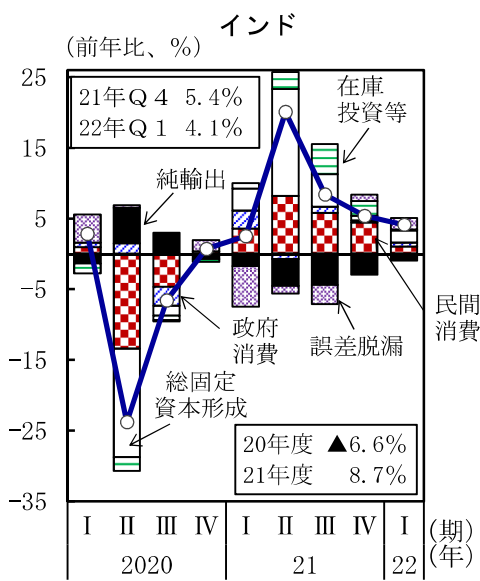 インド
(前年比、%)
25
15
5
-5
-15
-25
-35
21年Q4 5.4%
22年Q1 4.1%
在庫
投資等
純輸出
政府
消費
誤差脱漏
民間
消費
総固定
資本形成
20年度 ▲6.6%
21年度 8.7%
Ⅰ Ⅱ Ⅲ Ⅳ Ⅰ Ⅱ Ⅲ Ⅳ Ⅰ (期)
2020 21 22 (年)